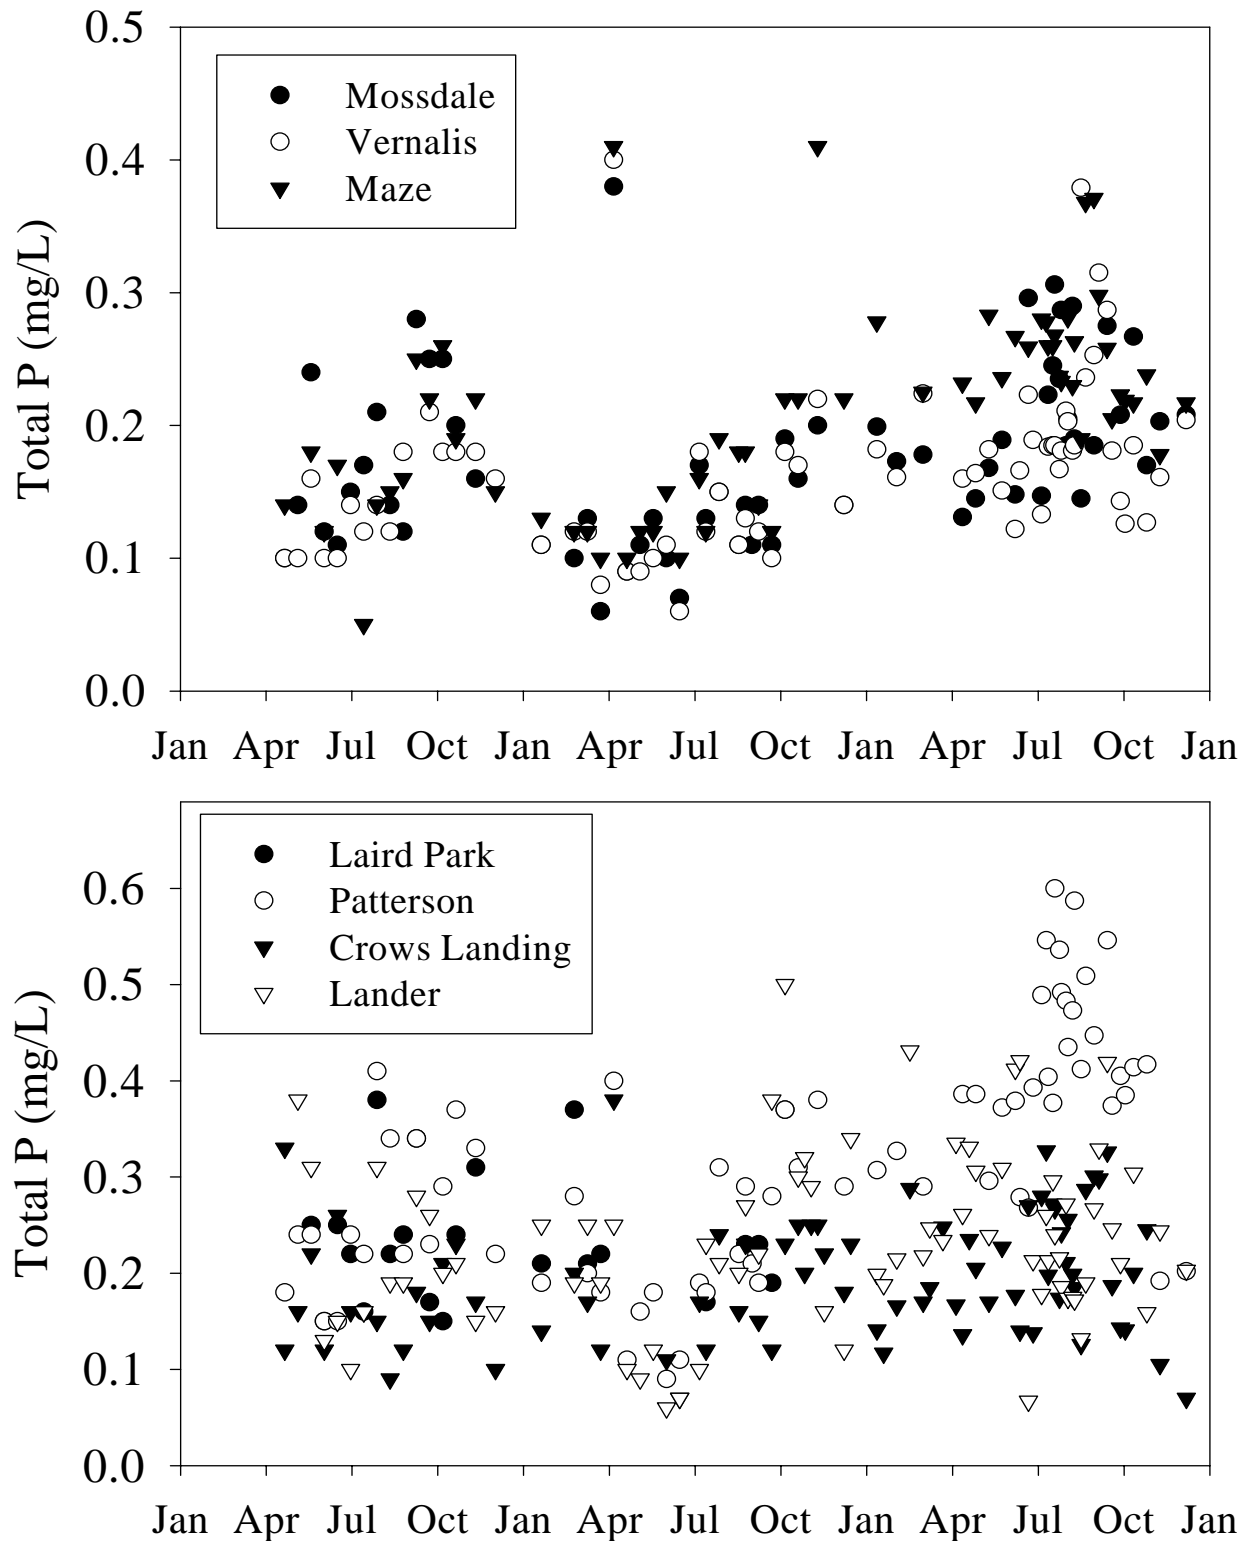 0.5
Mossdale
Vernalis
Maze
0.4
0.3
0.2
0.1
0.0
Total P (mg/L)
Jan Apr Jul Oct Jan Apr Jul Oct Jan Apr Jul Oct Jan
Laird Park
Patterson
Crows Landing
Lander
0.6
0.5
0.4
0.3
0.2
0.1
0.0
Total P (mg/L)
Jan Apr Jul Oct Jan Apr Jul Oct Jan Apr Jul Oct Jan